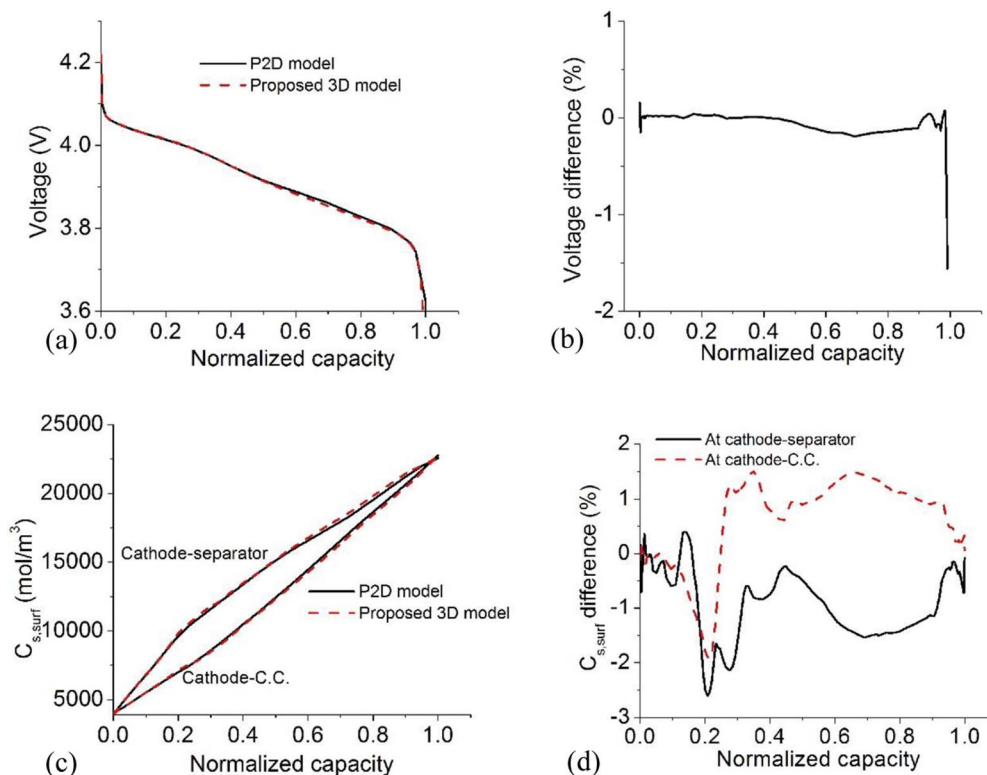 P2D model
Proposed 3D model
4.2
4.0
3.8
3.6
Voltage (V)
0.0 0.2 0.4 0.6 0.8 1.0
Normalized capacity
(a)
1
0
-1
-2
Voltage difference (%)
0.0 0.2 0.4 0.6 0.8 1.0
Normalized capacity
(b)
25000
20000
15000
10000
5000
C_s,surf (mol/m³)
Cathode-separator
P2D model
Proposed 3D model
Cathode-C.C.
0.0 0.2 0.4 0.6 0.8 1.0
Normalized capacity
(c)
At cathode-separator
At cathode-C.C.
2
1
0
-1
-2
-3
C_s,surf difference (%)
0.0 0.2 0.4 0.6 0.8 1.0
Normalized capacity
(d)